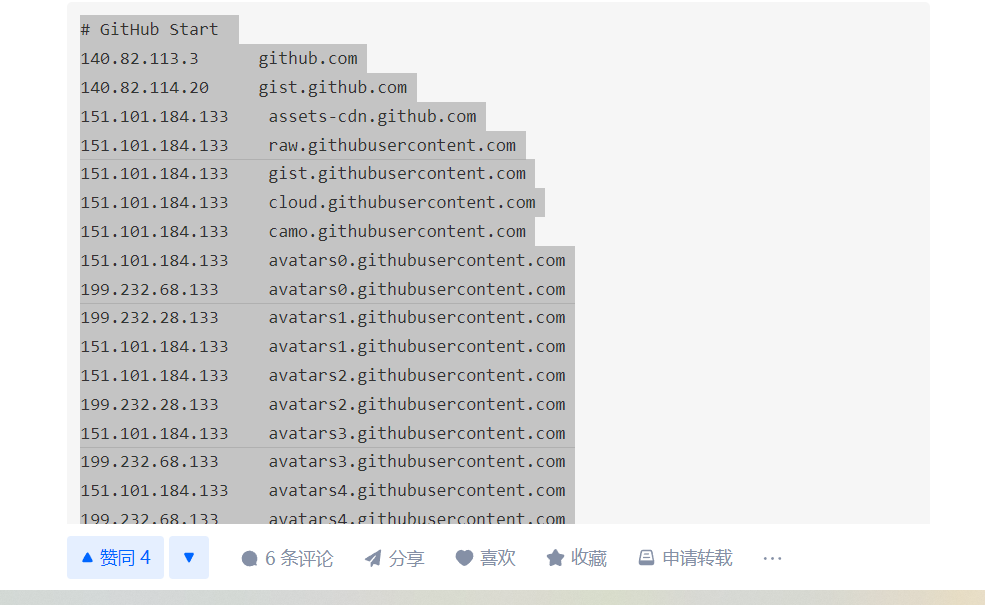 # GitHub Start
140.82.113.3      github.com
140.82.114.20     gist.github.com
151.101.184.133    assets-cdn.github.com
151.101.184.133    raw.githubusercontent.com
151.101.184.133    gist.githubusercontent.com
151.101.184.133    cloud.githubusercontent.com
151.101.184.133    camo.githubusercontent.com
151.101.184.133    avatars0.githubusercontent.com
199.232.68.133     avatars0.githubusercontent.com
199.232.28.133     avatars1.githubusercontent.com
151.101.184.133    avatars1.githubusercontent.com
151.101.184.133    avatars2.githubusercontent.com
199.232.28.133     avatars2.githubusercontent.com
151.101.184.133    avatars3.githubusercontent.com
199.232.68.133     avatars3.githubusercontent.com
151.101.184.133    avatars4.githubusercontent.com
199.232.68.133     avatars4.githubusercontent.com
赞同 4 6 条评论 分享 喜欢 收藏 申请转载 ···